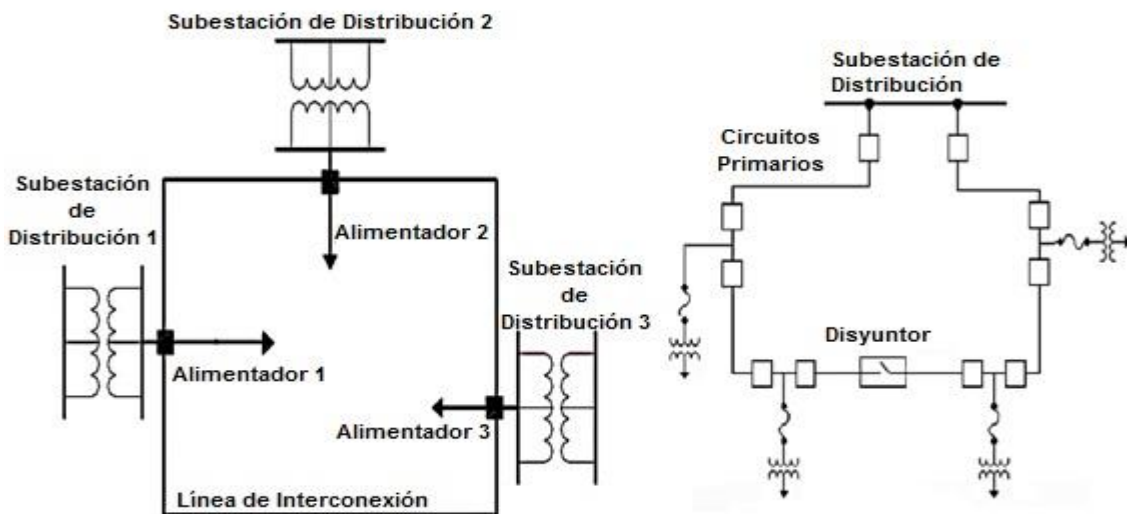 Subestación de Distribución 2
Subestación
de
Distribución 1
Alimentador 2
Subestación
de
Distribución 3
Alimentador 1
Alimentador 3
Línea de Interconexión
Subestación de
Distribución
Circuitos
Primarios
Disyuntor